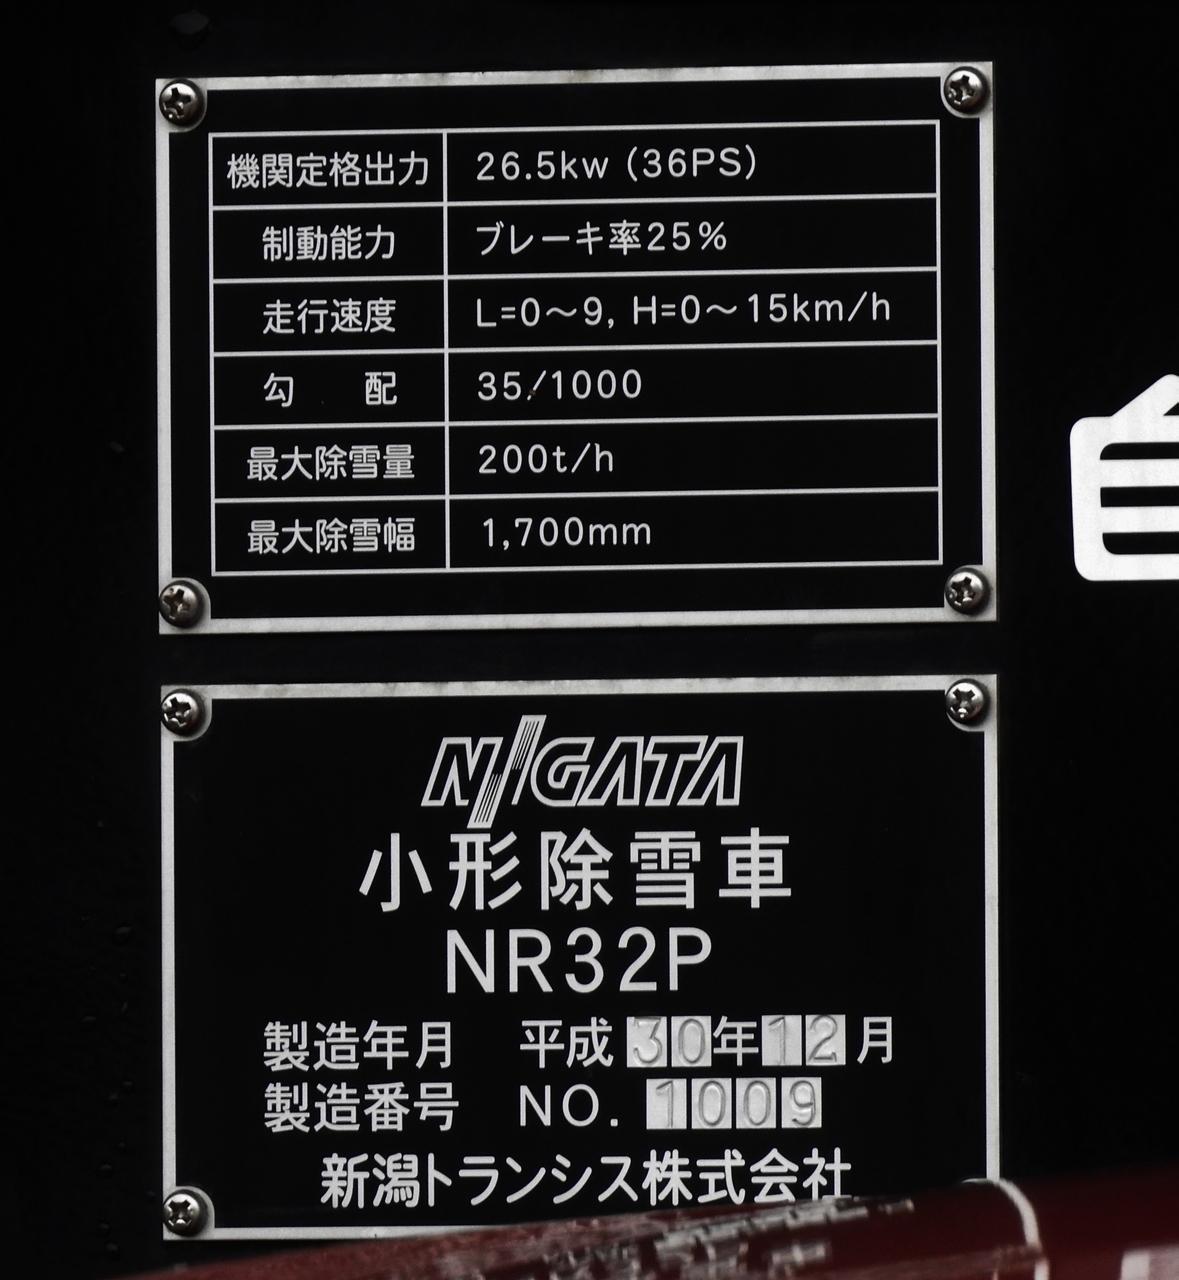 機関定格出力 26.5kw (36PS)
制動能力 ブレーキ率25%
走行速度 L=0～9, H=0～15km/h
勾配 35/1000
最大除雪量 200t/h
最大除雪幅 1,700mm
NIIGATA
小形除雪車
NR32P
製造年月 平成30年12月
製造番号 NO. 1009
新潟トランシス株式会社